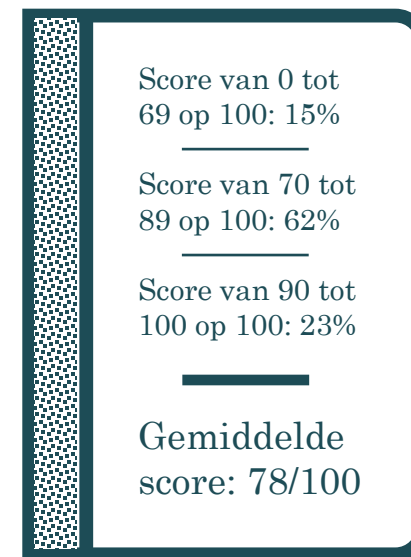 Score van 0 tot
69 op 100: 15%
Score van 70 tot
89 op 100: 62%
Score van 90 tot
100 op 100: 23%
Gemiddelde
score: 78/100